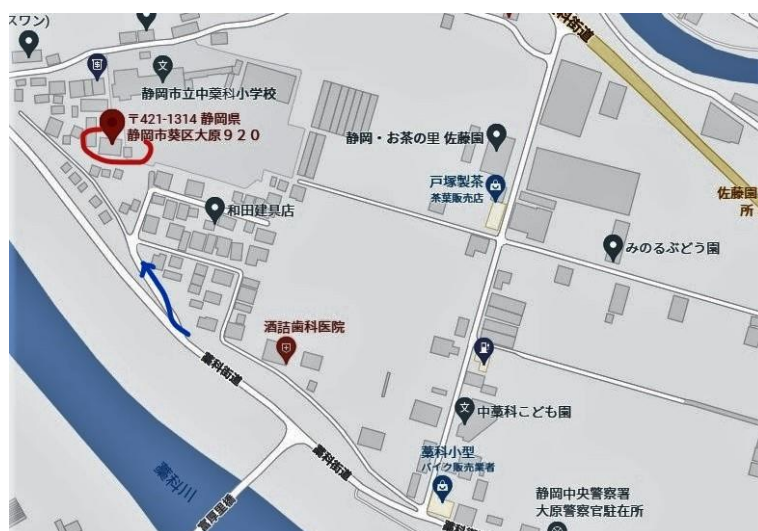 スワン)
藁科街道
静岡市立中藁科小学校
〒421-1314 静岡県
静岡市葵区大原９２０
静岡・お茶の里 佐藤園
戸塚製茶
茶葉販売店
佐藤園
所
和田建具店
みのるぶどう園
酒詰歯科医院
藁科街道
中藁科こども園
藁科街道
藁科小型
バイク販売業者
藁科川
富厚里橋
静岡中央警察署
大原警察官駐在所
藁科街道